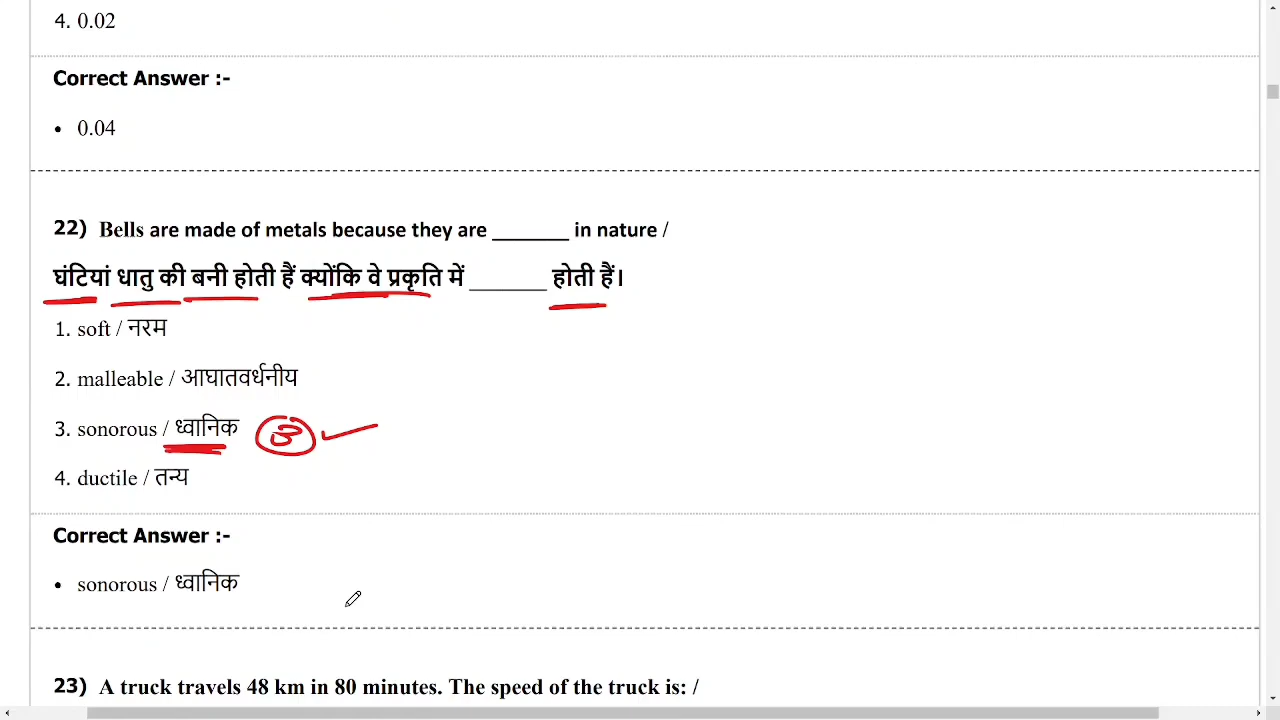 4. 0.02
Correct Answer :-
• 0.04
22) Bells are made of metals because they are _______ in nature /
घंटियां धातु की बनी होती हैं क्योंकि वे प्रकृति में _______ होती हैं।
1. soft / नरम
2. malleable / आघातवर्धनीय
3. sonorous / ध्वानिक 3
4. ductile / तन्य
Correct Answer :-
• sonorous / ध्वानिक
23) A truck travels 48 km in 80 minutes. The speed of the truck is: /